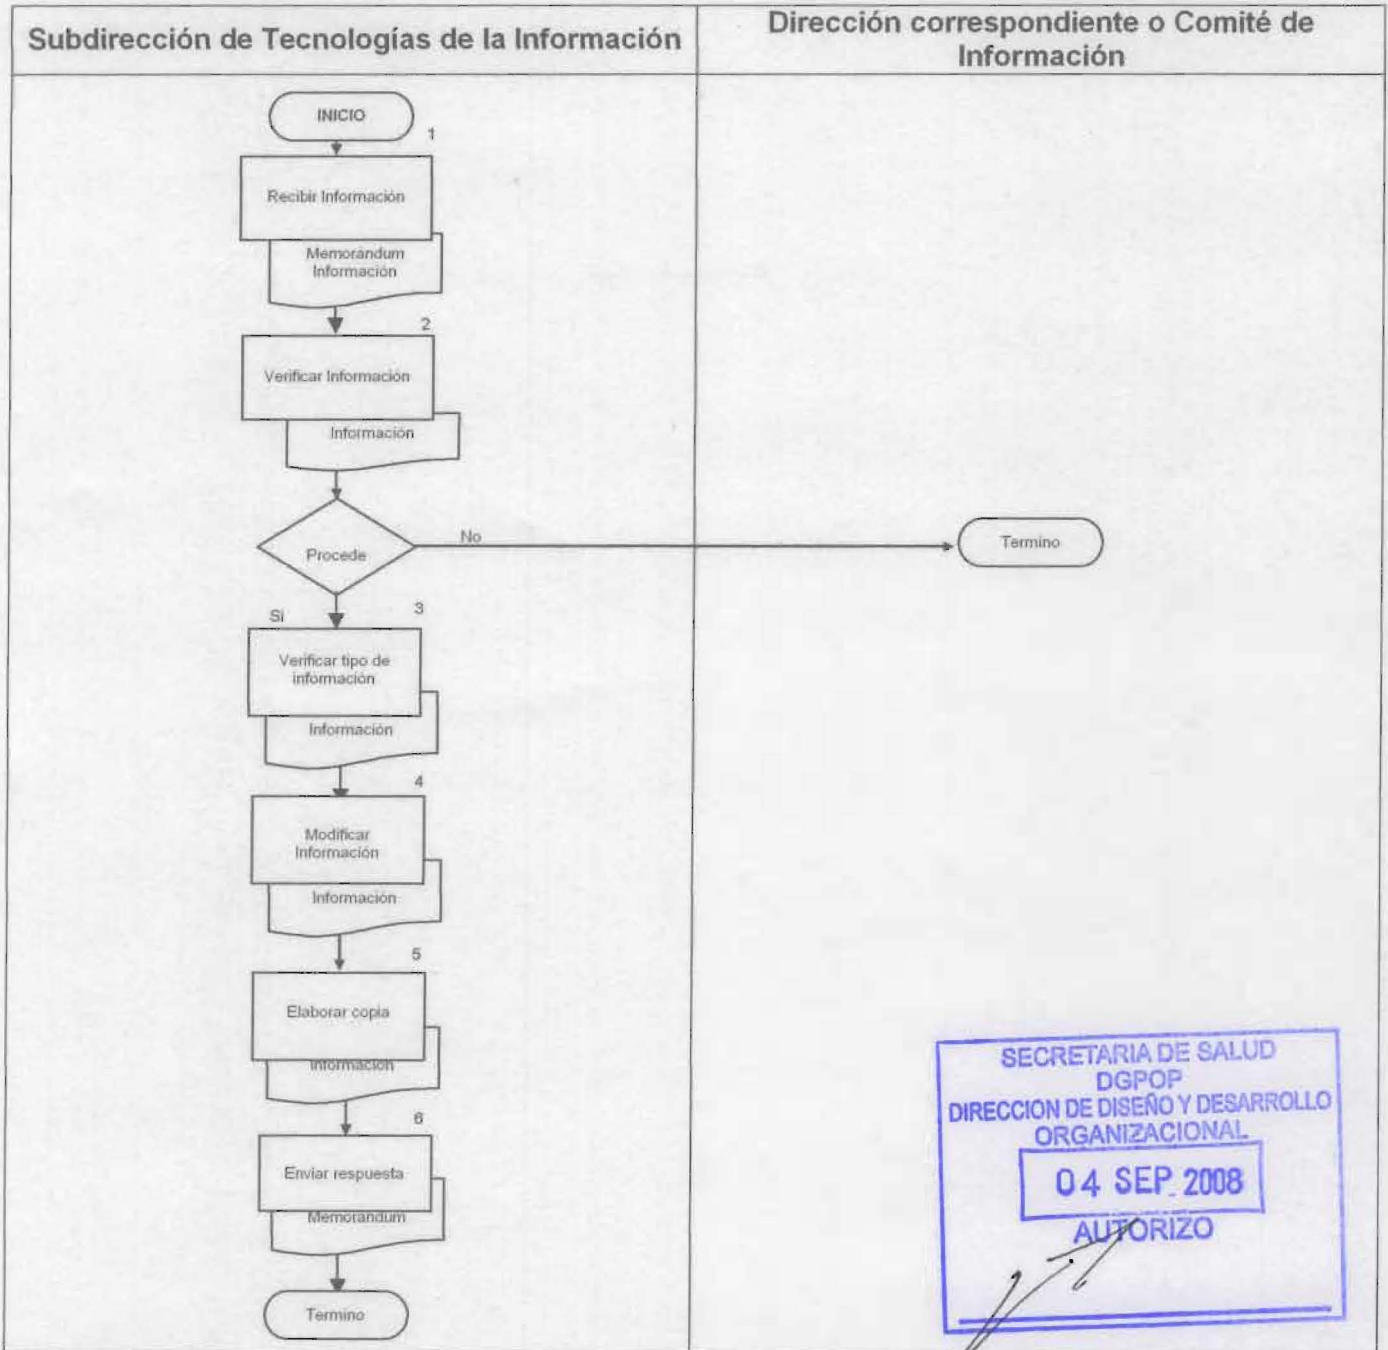 Subdirección de Tecnologías de la Información
Dirección correspondiente o Comité de
Información
INICIO
1
Recibir Información
Memorándum
Información
2
Verificar Información
Información
Procede
No
Termino
Si
3
Verificar tipo de
información
Información
4
Modificar
Información
Información
5
Elaborar copia
Información
6
Enviar respuesta
Memorándum
Termino
SECRETARIA DE SALUD
DGPOP
DIRECCION DE DISEÑO Y DESARROLLO
ORGANIZACIONAL
04 SEP. 2008
AUTORIZO